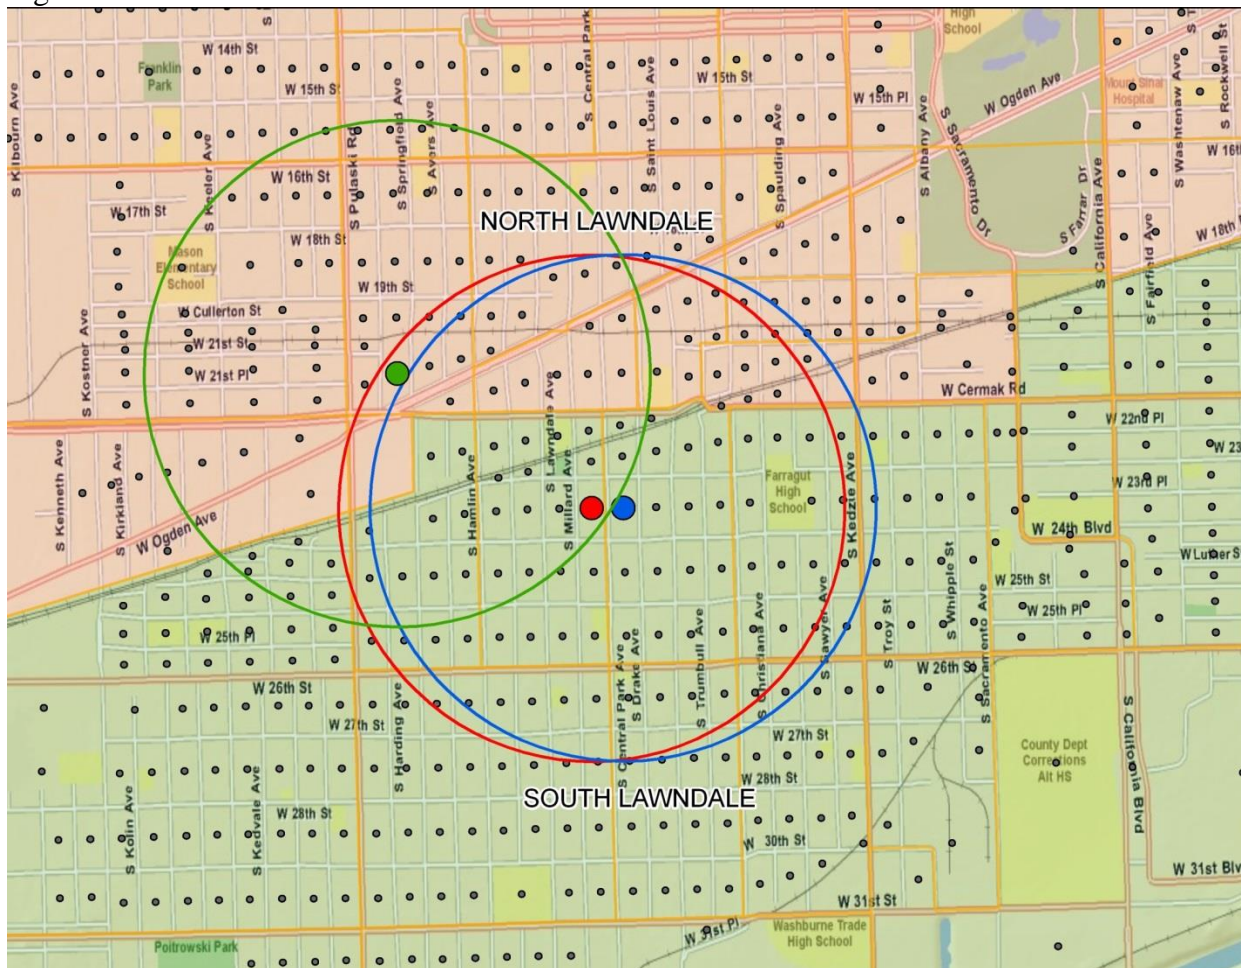 High
School
W 14th St
Franklin
Park
W 15th St
W 15th St
W 15th Pl
W Ogden Ave
Mount Sinai
Hospital
S Kilbourn Ave
S Keeler Ave
S Pulaski Rd
S Springfield Ave
S Avers Ave
S Central Park
S Saint Louis Ave
S Spaulding Ave
S Albany Ave
S Sacramento Dr
S Farrar Dr
S California Ave
S Washtenaw Ave
S Rockwell St
W 16th St
W 16th
W 17th St
W 18th St
W 18th
NORTH LAWNDALE
Mason
Elementary
School
W 19th St
W Cullerton St
W 21st St
W 21st Pl
S Kostner Ave
S Fairfield Ave
W Cermak Rd
W 22nd Pl
W 23
W 23rd Pl
S Kenneth Ave
S Kirkland Ave
W Ogden Ave
S Hamlin Ave
S Lawndale Ave
S Millard Ave
Farragut
High
School
S Kedzie Ave
W 24th Blvd
W Luther S
W 25th St
W 25th Pl
W 25th Pl
S Whipple St
S Sacramento Ave
S Troy St
S Sawyer Ave
S Christiana Ave
S Trumbull Ave
S Drake Ave
S Central Park Ave
W 26th St
W 26th St
W 27th St
W 27th St
S Harding Ave
County Dept
Corrections
Alt HS
S California Blvd
W 28th St
W 28th St
SOUTH LAWNDALE
S Kolin Ave
S Kedvale Ave
W 30th St
W 31st Blv
W 31st St
W 31st Pl
Washburne Trade
High School
Poitrowski Park